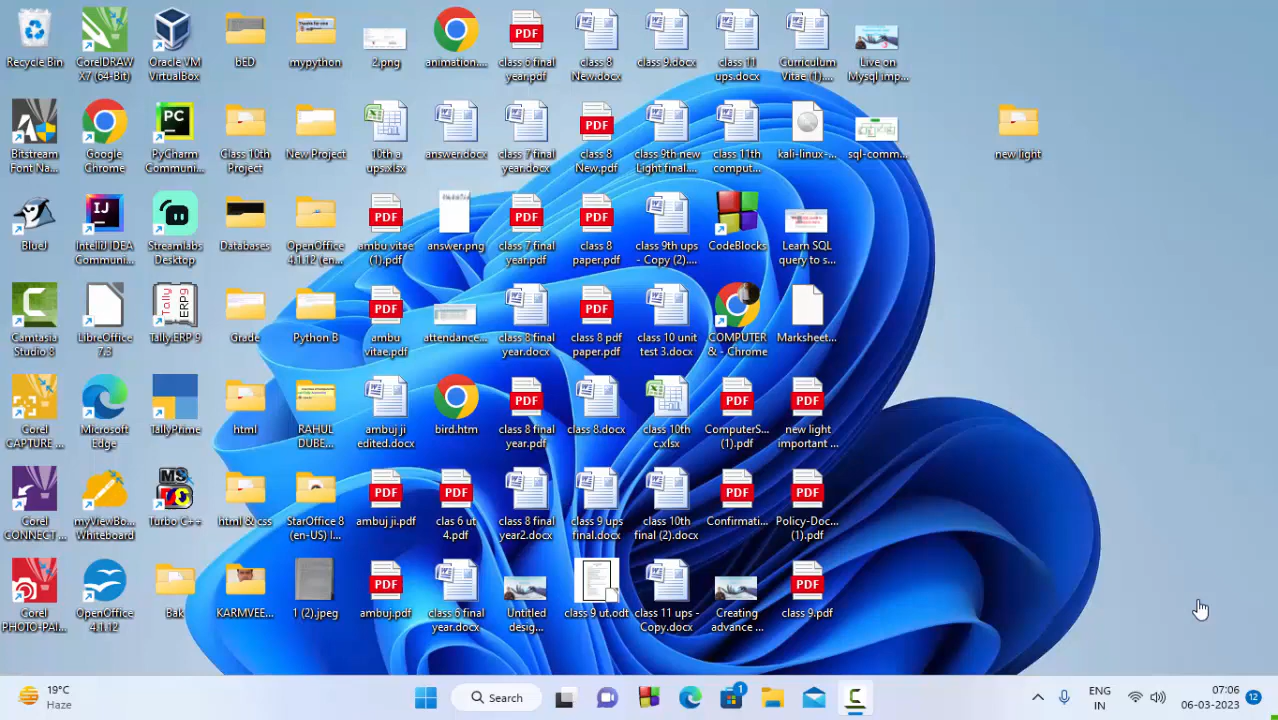 Recycle Bin
CorelDRAW X7 (64-Bit)
Oracle VM VirtualBox
bED
mypython
2.png
animation....
class 6 final year.pdf
class 8 New.docx
class 9.docx
class 11 ups.docx
Curriculum Vitae (1)....
Live on Mysql imp...
Bitstream Font Na...
Google Chrome
PyCharm Communi...
Class 10th Project
New Project
10th a ups.xlsx
answer.docx
class 7 final year.docx
class 8 New.pdf
class 9th new Light final....
class 11th comput...
kali-linux-...
sql-comm...
new light
BlueJ
IntelliJ IDEA Communi...
Streamlabs Desktop
Databases
OpenOffice 4.1.12 (en...
ambu vitae (1).pdf
answer.png
class 7 final year.pdf
class 8 paper.pdf
class 9th ups - Copy (2)....
CodeBlocks
Learn SQL query to s...
Camtasia Studio 8
LibreOffice 7.3
Tally.ERP 9
Grade
Python B
ambu vitae.pdf
attendance...
class 8 final year.docx
class 8 pdf paper.pdf
class 10 unit test 3.docx
COMPUTER & - Chrome
Marksheet...
Corel CAPTURE ...
Microsoft Edge
TallyPrime
html
RAHUL DUBE...
ambuj ji edited.docx
bird.htm
class 8 final year.pdf
class 8.docx
class 10th c.xlsx
ComputerS... (1).pdf
new light important ...
Corel CONNECT ...
myViewBo... Whiteboard
Turbo C++
html & css
StarOffice 8 (en-US) I...
ambuj ji.pdf
clas 6 ut 4.pdf
class 8 final year2.docx
class 9 ups final.docx
class 10th final (2).docx
Confirmati...
Policy-Doc... (1).pdf
Corel PHOTO-PAI...
OpenOffice 4.1.12
Bak
KARMVEE...
1 (2).jpeg
ambuj.pdf
class 6 final year.docx
Untitled desig...
class 9 ut.odt
class 11 ups - Copy.docx
Creating advance ...
class 9.pdf
19°C
Haze
Search
1
ENG
IN
07:06
06-03-2023
12